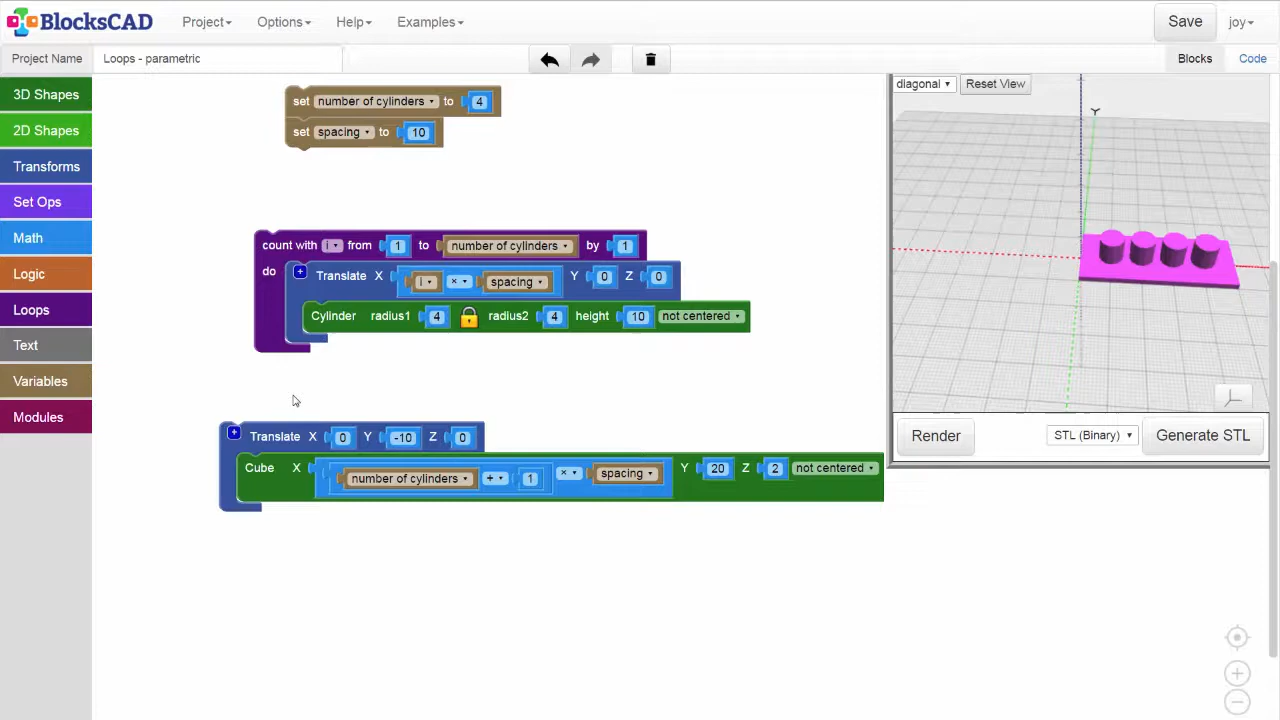 BlocksCAD Project Options Help Examples Save joy
Project Name Loops - parametric Blocks Code
3D Shapes
2D Shapes
Transforms
Set Ops
Math
Logic
Loops
Text
Variables
Modules
set number of cylinders to 4
set spacing to 10
count with i from 1 to number of cylinders by 1
do Translate X i × spacing Y 0 Z 0
Cylinder radius1 4 radius2 4 height 10 not centered
+ Translate X 0 Y -10 Z 0
Cube X number of cylinders + 1 × spacing Y 20 Z 2 not centered
diagonal Reset View
Y
Render STL (Binary) Generate STL